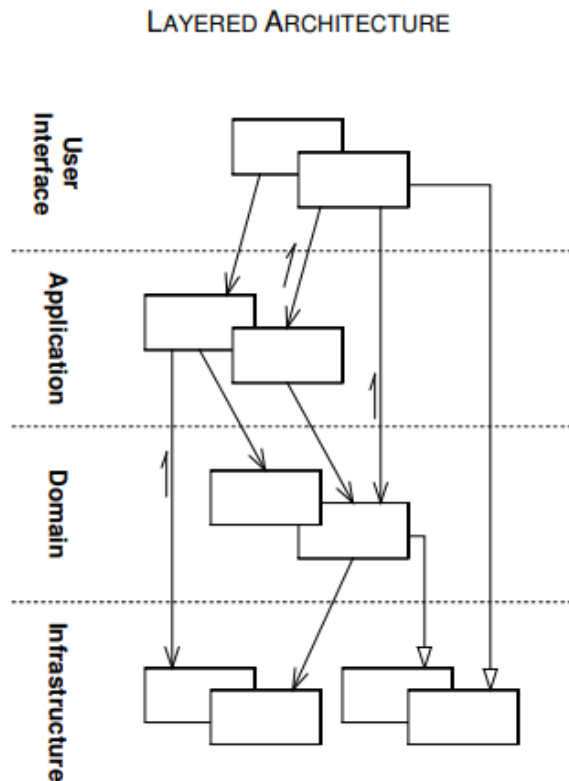 LAYERED ARCHITECTURE
User
Interface
Application
Domain
Infrastructure